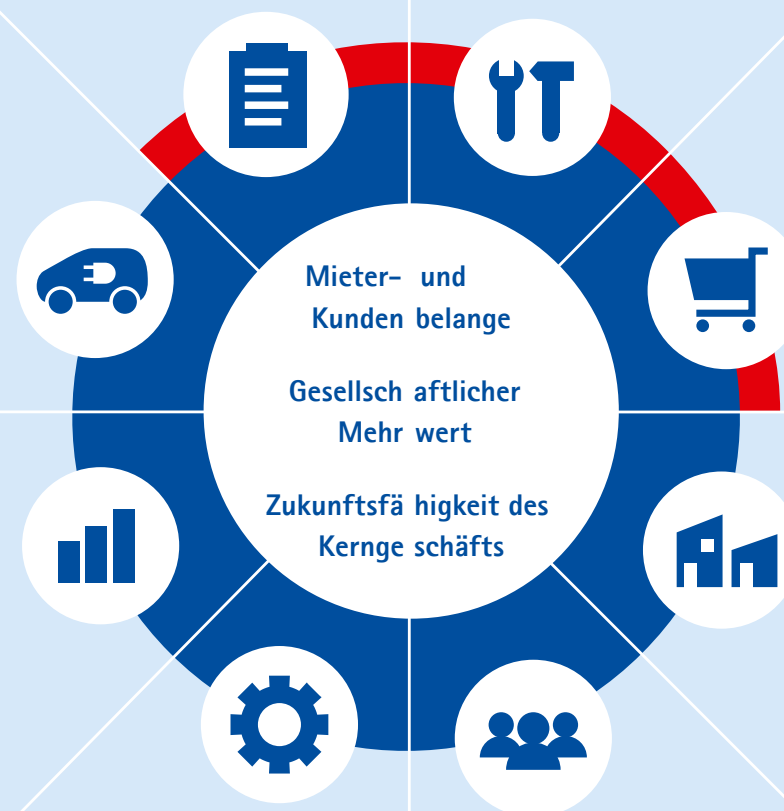 Mieter- und
Kunden belange
Gesellsch aftlicher
Mehr wert
Zukunftsfä higkeit des
Kernge schäfts